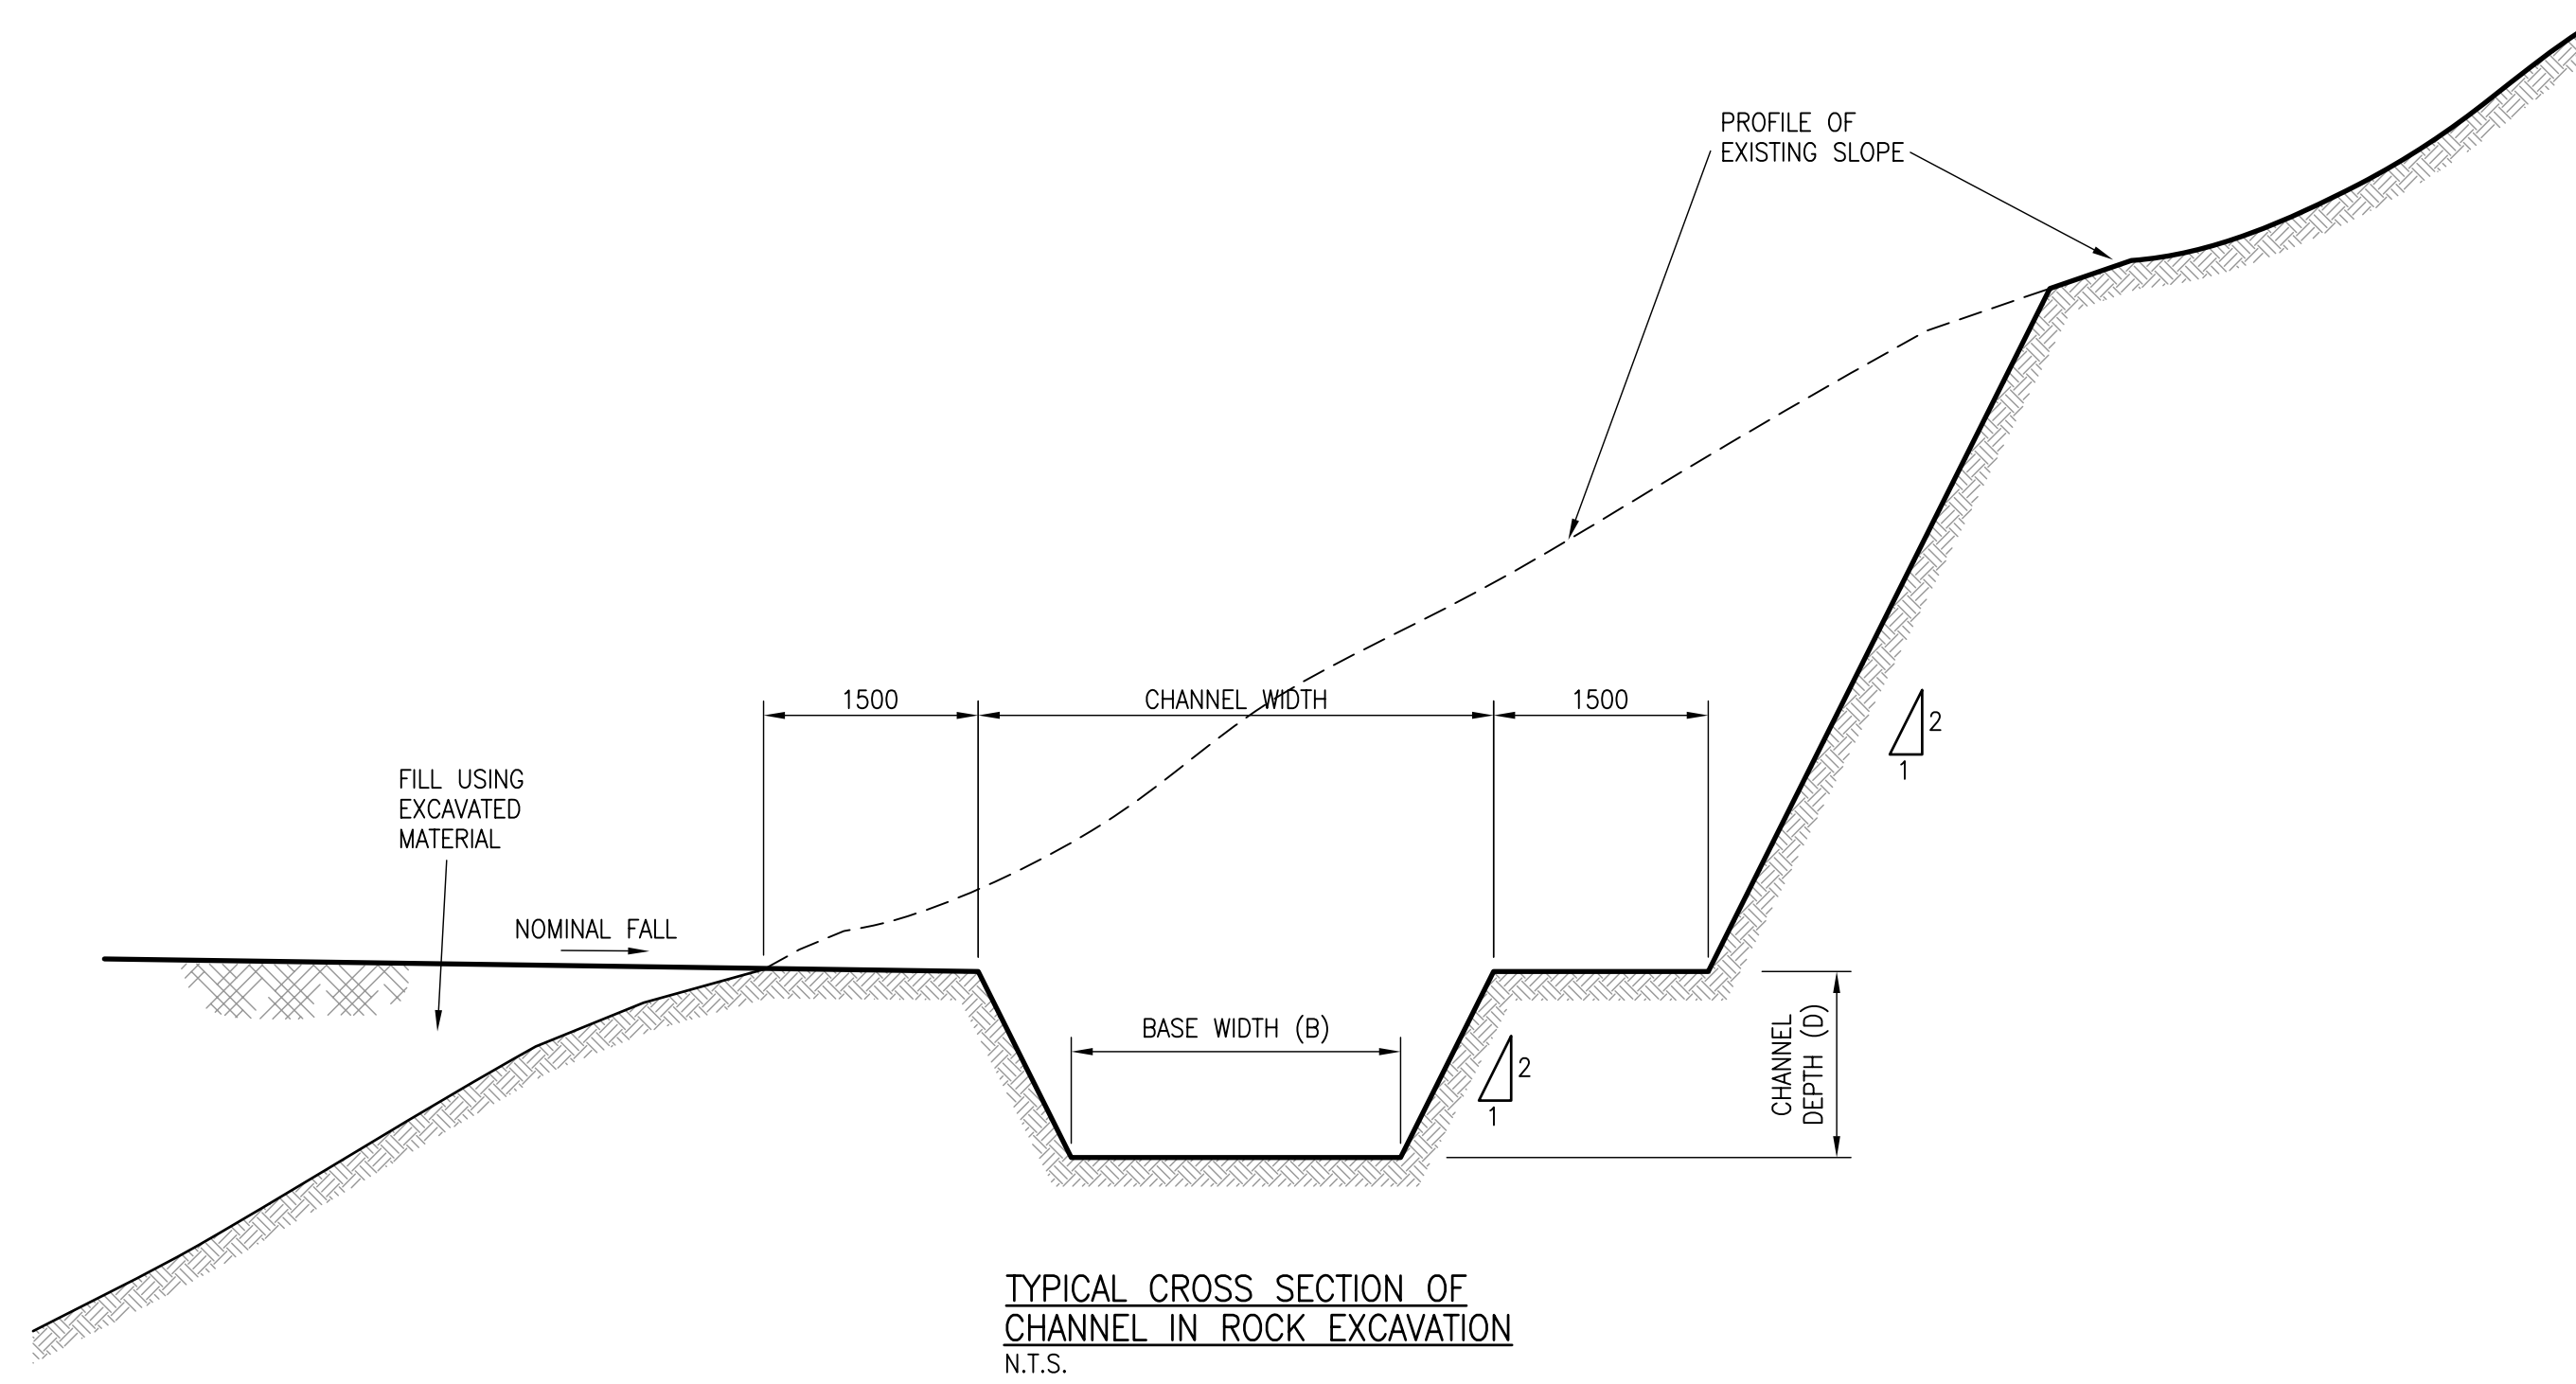 PROFILE OF
EXISTING SLOPE
1500
CHANNEL WIDTH
1500
2
1
FILL USING
EXCAVATED
MATERIAL
NOMINAL FALL
BASE WIDTH (B)
2
1
CHANNEL
DEPTH (D)
TYPICAL CROSS SECTION OF
CHANNEL IN ROCK EXCAVATION
N.T.S.